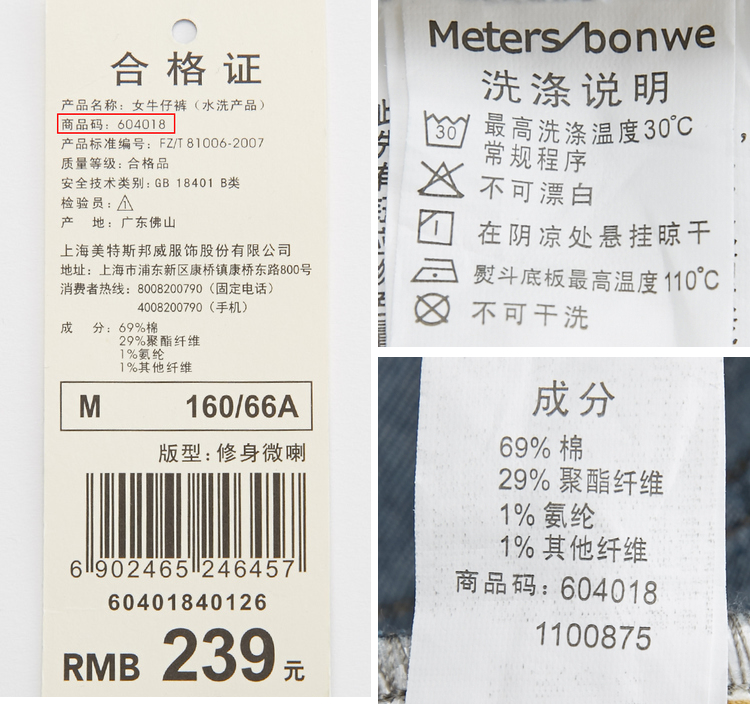 合格证
产品名称：女牛仔裤（水洗产品）
商品码：604018
产品标准编号：FZ/T 81006-2007
质量等级：合格品
安全技术类别：GB 18401 B类
检验员：1
产　地：广东佛山
上海美特斯邦威服饰股份有限公司
地址：上海市浦东新区康桥镇康桥东路800号
消费者热线：8008200790（固定电话）
4008200790（手机）
成　分：69%棉
29%聚酯纤维
1%氨纶
1%其他纤维
M 160/66A
版型：修身微喇
6 902465 246457
60401840126
RMB 239元
Meters/bonwe
洗涤说明
30 最高洗涤温度30℃
常规程序
不可漂白
在阴凉处悬挂晾干
熨斗底板最高温度110℃
不可干洗
成分
69% 棉
29% 聚酯纤维
1% 氨纶
1% 其他纤维
商品码：604018
1100875